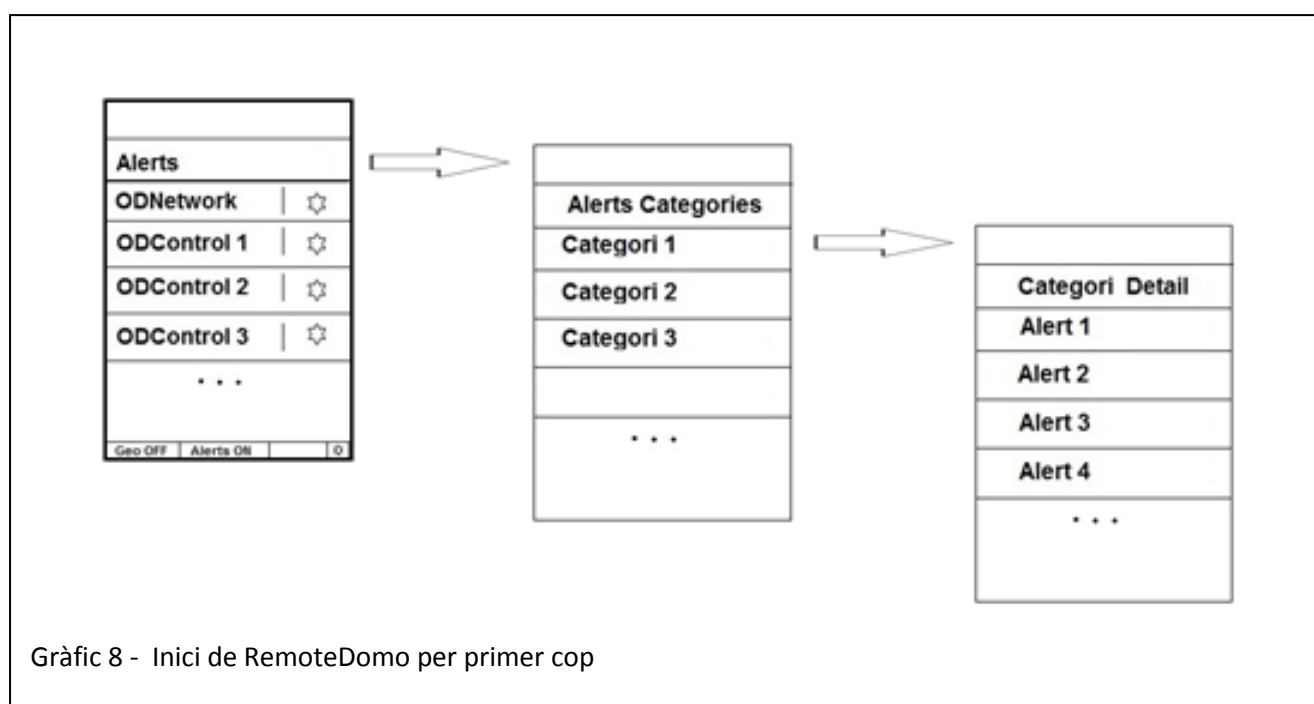 Alerts
ODNetwork
ODControl 1
ODControl 2
ODControl 3
. . .
Geo OFF Alerts ON O
Alerts Categories
Categori 1
Categori 2
Categori 3
. . .
Categori Detail
Alert 1
Alert 2
Alert 3
Alert 4
. . .
Gràfic 8 - Inici de RemoteDomo per primer cop